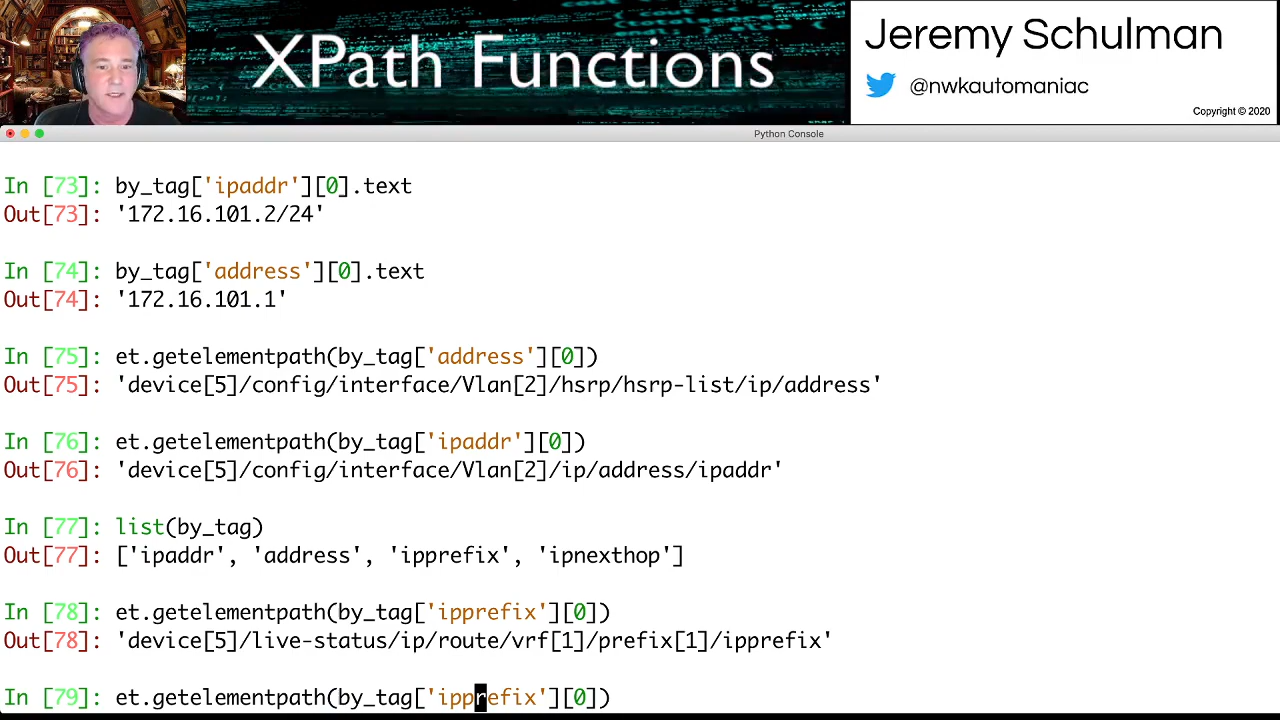 XPath Functions
Jeremy Schulman
@nwkautomaniac
Copyright © 2020
Python Console
In [73]: by_tag['ipaddr'][0].text
Out[73]: '172.16.101.2/24'
In [74]: by_tag['address'][0].text
Out[74]: '172.16.101.1'
In [75]: et.getelementpath(by_tag['address'][0])
Out[75]: 'device[5]/config/interface/Vlan[2]/hsrp/hsrp-list/ip/address'
In [76]: et.getelementpath(by_tag['ipaddr'][0])
Out[76]: 'device[5]/config/interface/Vlan[2]/ip/address/ipaddr'
In [77]: list(by_tag)
Out[77]: ['ipaddr', 'address', 'ipprefix', 'ipnexthop']
In [78]: et.getelementpath(by_tag['ipprefix'][0])
Out[78]: 'device[5]/live-status/ip/route/vrf[1]/prefix[1]/ipprefix'
In [79]: et.getelementpath(by_tag['ipprefix'][0])